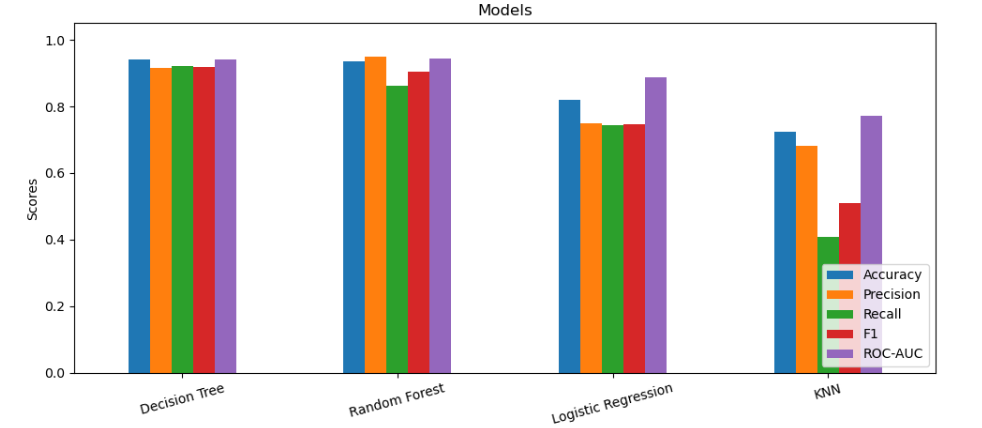 Models
1.0
0.8
0.6
0.4
0.2
0.0
Scores
Accuracy
Precision
Recall
F1
ROC-AUC
Decision Tree
Random Forest
Logistic Regression
KNN